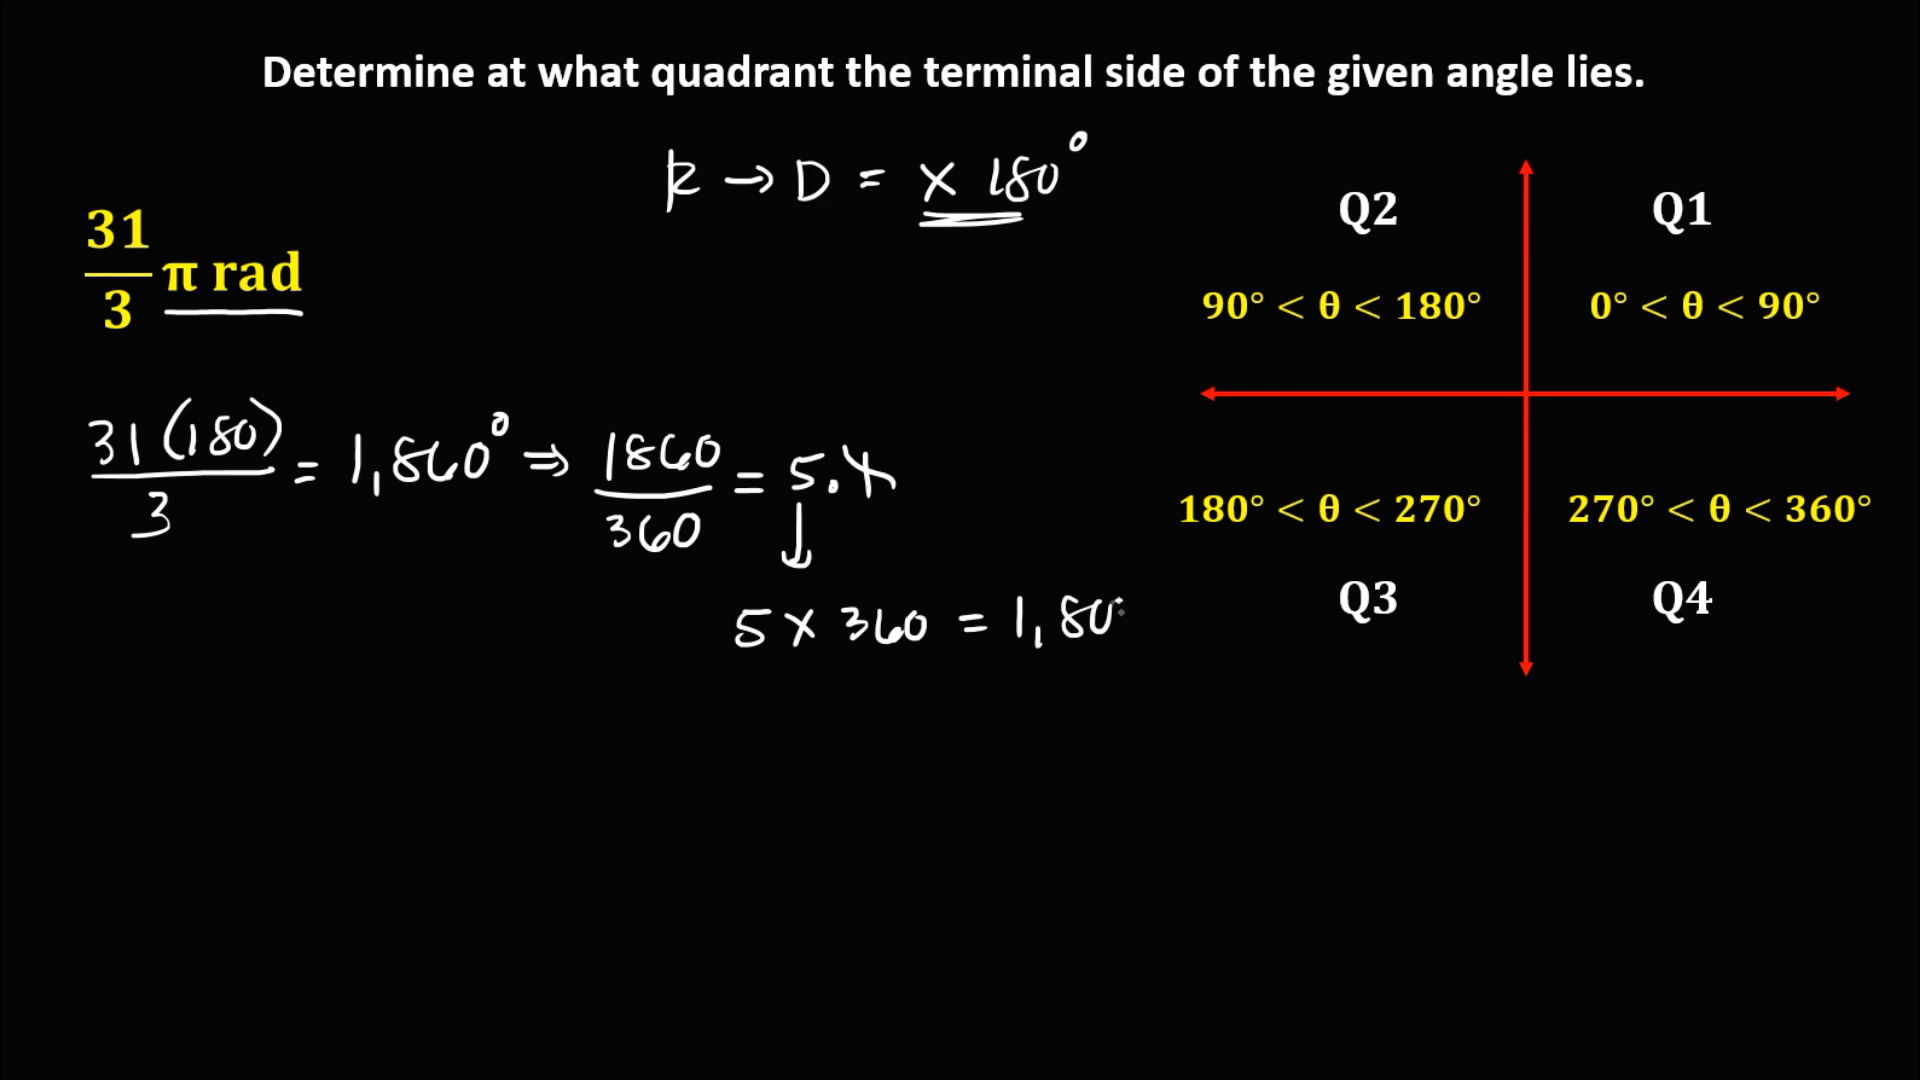 Determine at what quadrant the terminal side of the given angle lies.
R → D = × 180°
31/3 π rad
Q2
Q1
90° < θ < 180°
0° < θ < 90°
31(180)/3 = 1,860° ⇒ 1860/360 = 5.x
↓
5 × 360 = 1,80
180° < θ < 270°
270° < θ < 360°
Q3
Q4